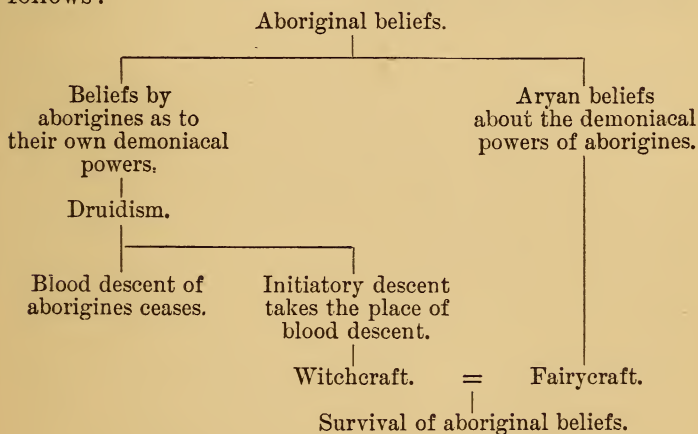 follows :
Aboriginal beliefs.
Beliefs by
aborigines as to
their own demoniacal
powers.
Aryan beliefs
about the demoniacal
powers of aborigines.
Druidism.
Blood descent of
aborigines ceases.
Initiatory descent
takes the place of
blood descent.
Witchcraft. = Fairycraft.
Survival of aboriginal beliefs.